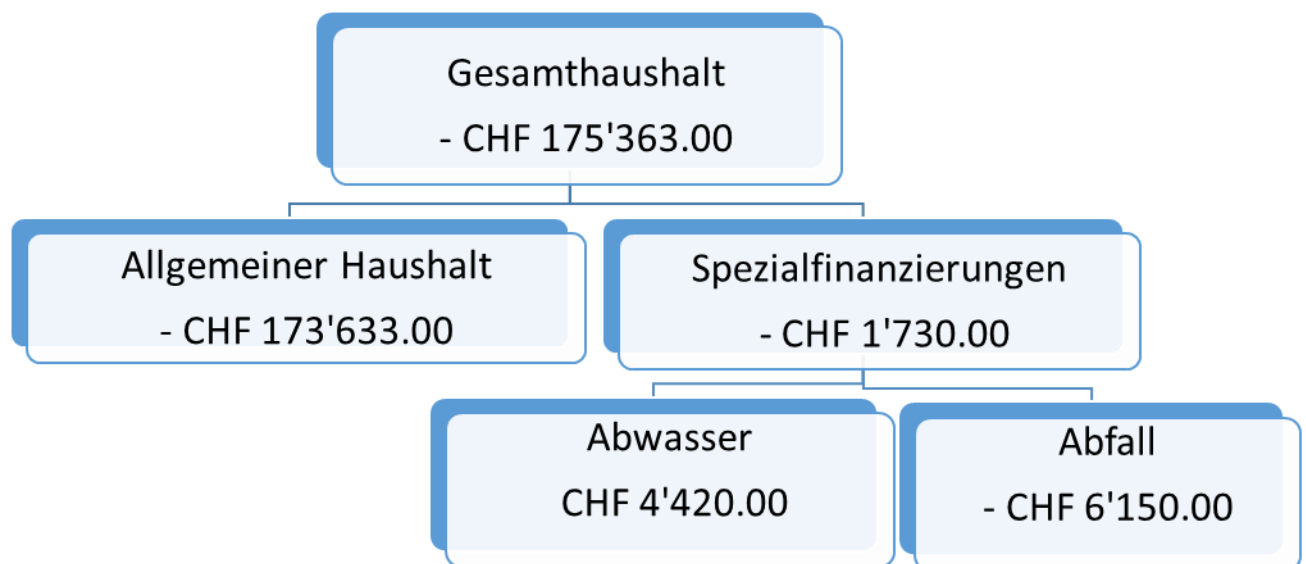 Gesamthaushalt
- CHF 175'363.00
Allgemeiner Haushalt
- CHF 173'633.00
Spezialfinanzierungen
- CHF 1'730.00
Abwasser
CHF 4'420.00
Abfall
- CHF 6'150.00